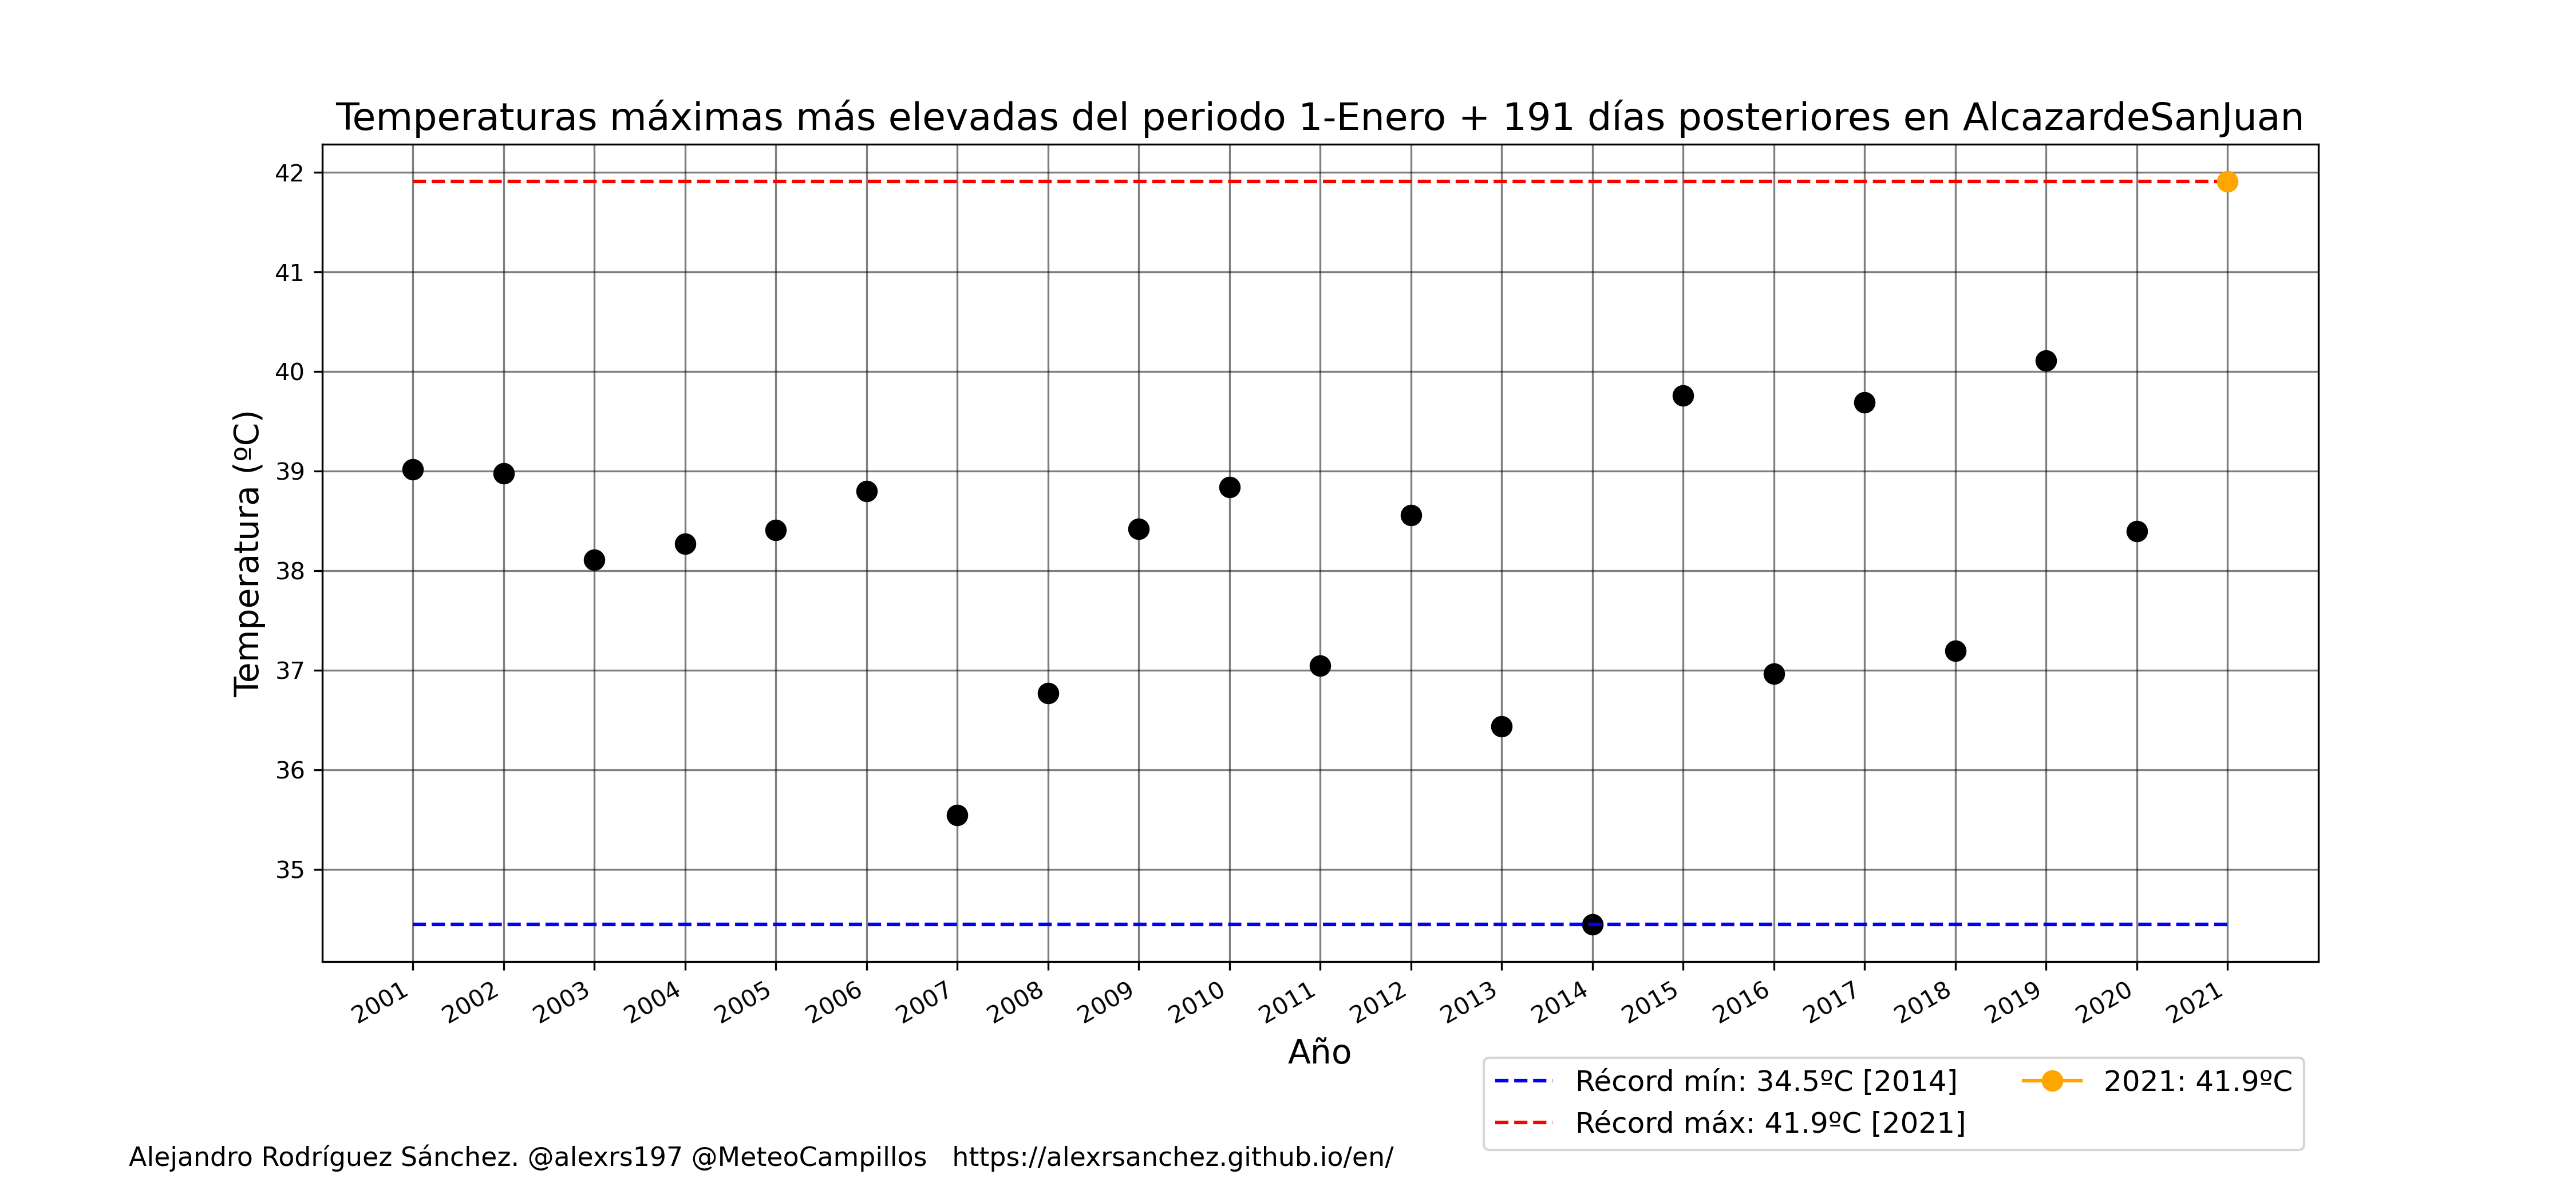 Temperaturas máximas más elevadas del periodo 1-Enero + 191 días posteriores en AlcazardeSanJuan
Temperatura (ºC)
42
41
40
39
38
37
36
35
2001 2002 2003 2004 2005 2006 2007 2008 2009 2010 2011 2012 2013 2014 2015 2016 2017 2018 2019 2020 2021
Año
Récord mín: 34.5ºC [2014]
Récord máx: 41.9ºC [2021]
2021: 41.9ºC
Alejandro Rodríguez Sánchez. @alexrs197 @MeteoCampillos https://alexrsanchez.github.io/en/